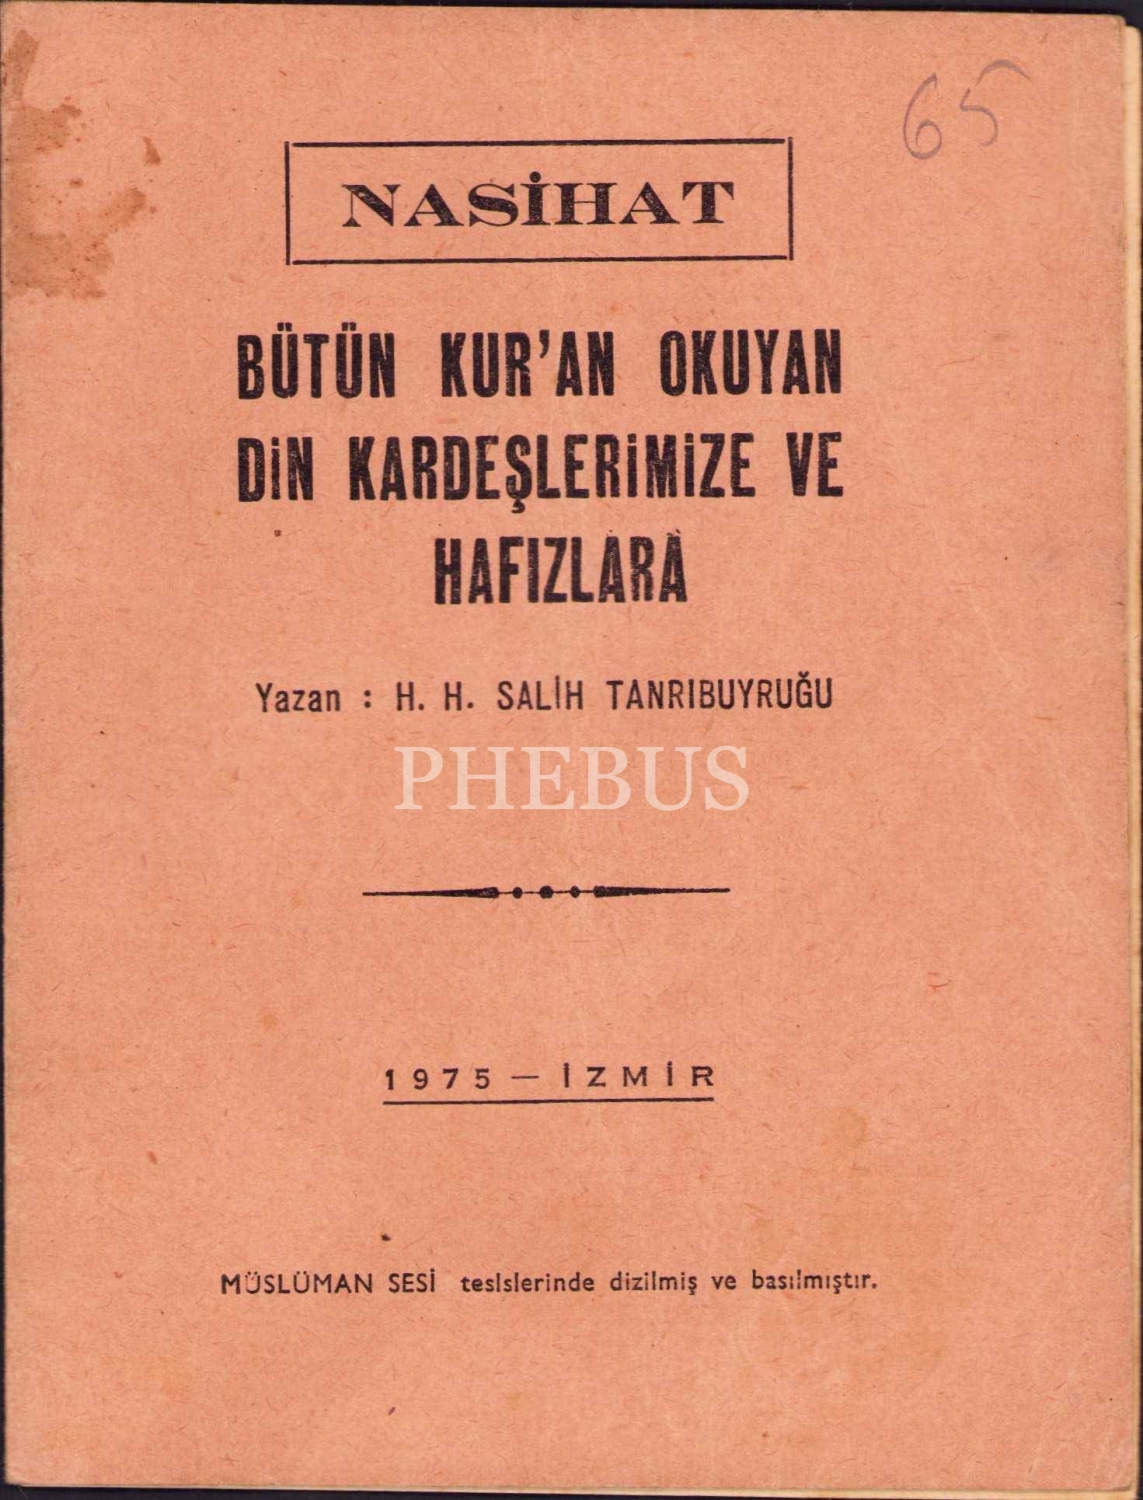 65
NASİHAT
BÜTÜN KUR'AN OKUYAN
DİN KARDEŞLERİMİZE VE
HAFIZLARA
Yazan : H. H. SALİH TANRIBUYRUĞU
PHEBUS
1975 — İZMİR
MÜSLÜMAN SESİ tesislerinde dizilmiş ve basılmıştır.